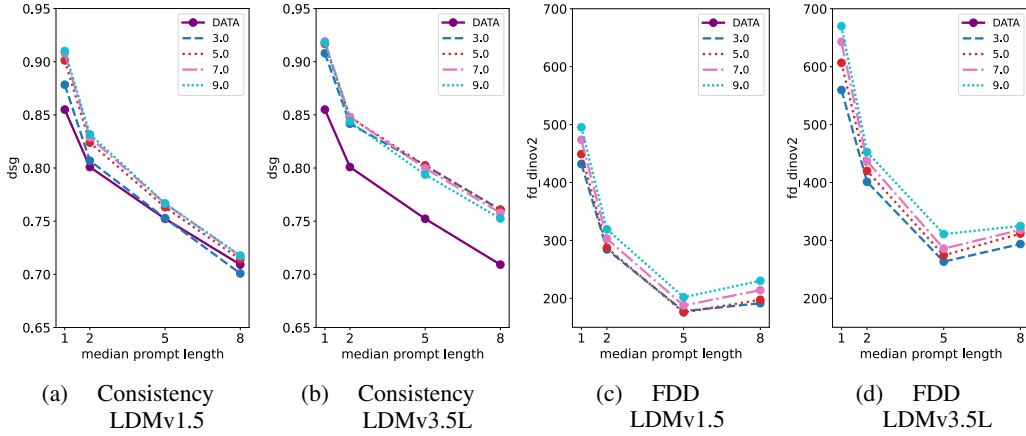 0.95
0.90
0.85
0.80
0.75
0.70
0.65
dsg
1 2 5 8
median prompt length
DATA
3.0
5.0
7.0
9.0
(a) Consistency
LDMv1.5
0.95
0.90
0.85
0.80
0.75
0.70
0.65
dsg
1 2 5 8
median prompt length
DATA
3.0
5.0
7.0
9.0
(b) Consistency
LDMv3.5L
700
600
500
400
300
200
fd_dinov2
1 2 5 8
median prompt length
DATA
3.0
5.0
7.0
9.0
(c) FDD
LDMv1.5
700
600
500
400
300
200
fd_dinov2
1 2 5 8
median prompt length
DATA
3.0
5.0
7.0
9.0
(d) FDD
LDMv3.5L